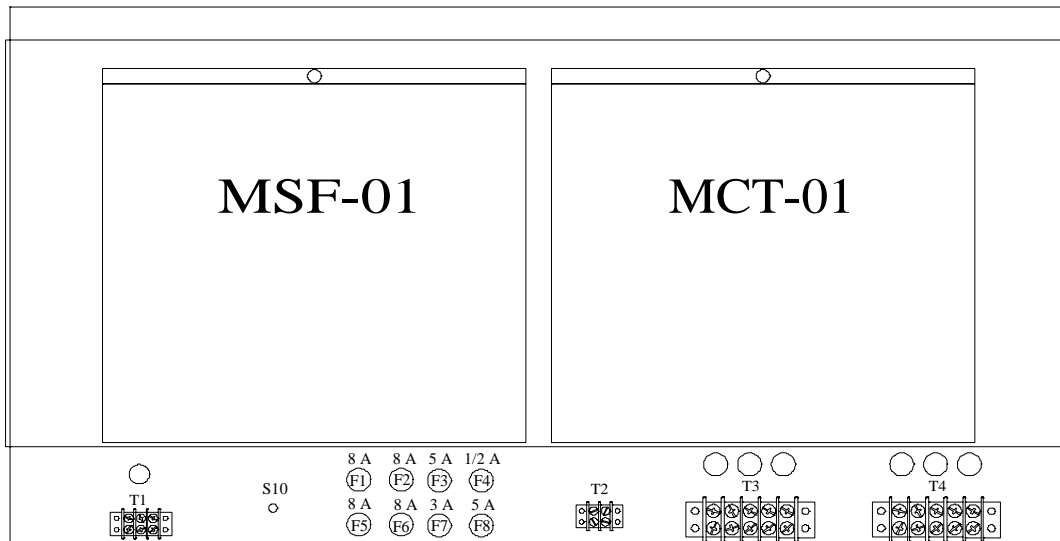 MSF-01 MCT-01
8 A 8 A 5 A 1/2 A
F1 F2 F3 F4
S10 T2 T3 T4
T1 8 A 8 A 3 A 5 A
F5 F6 F7 F8